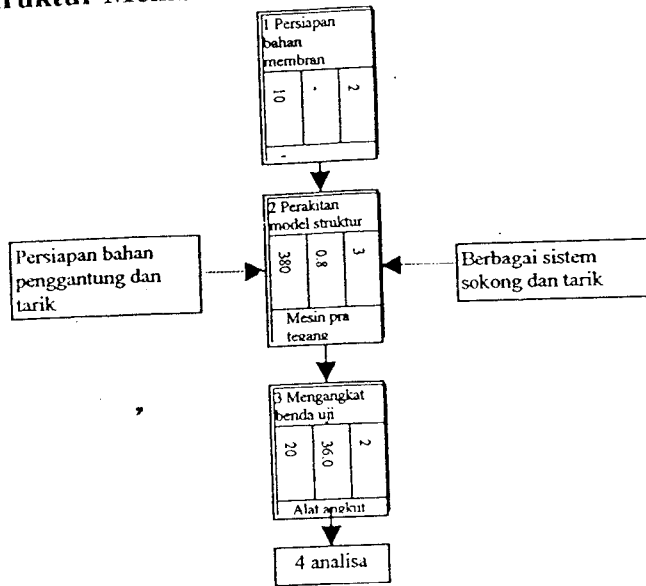 1 Persiapan
bahan
membran
10 - 2
-
2 Perakitan
model struktur
380 0.8 3
Mesin pra
tegang
Persiapan bahan
penggantung dan
tarik
Berbagai sistem
sokong dan tarik
3 Mengangkat
benda uji
20 36.0 2
Alat angkut
4 analisa